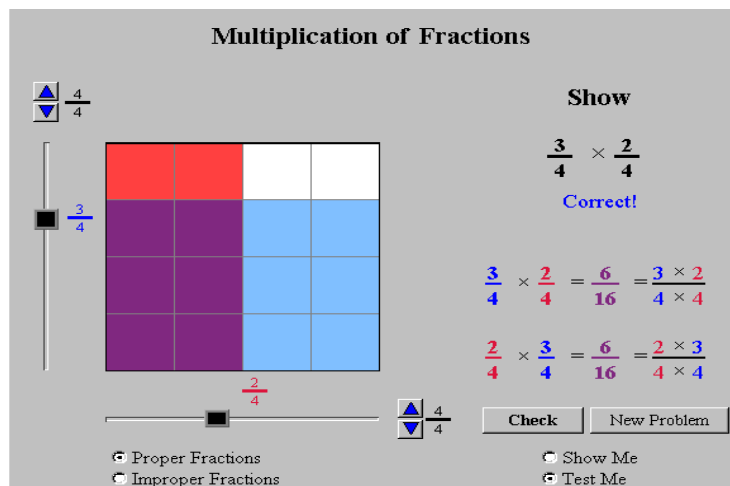 Multiplication of Fractions
4/4
3/4
2/4
4/4
Proper Fractions
Improper Fractions
Show
3/4 × 2/4
Correct!
3/4 × 2/4 = 6/16 = 3 × 2/4 × 4
2/4 × 3/4 = 6/16 = 2 × 3/4 × 4
Check New Problem
Show Me
Test Me